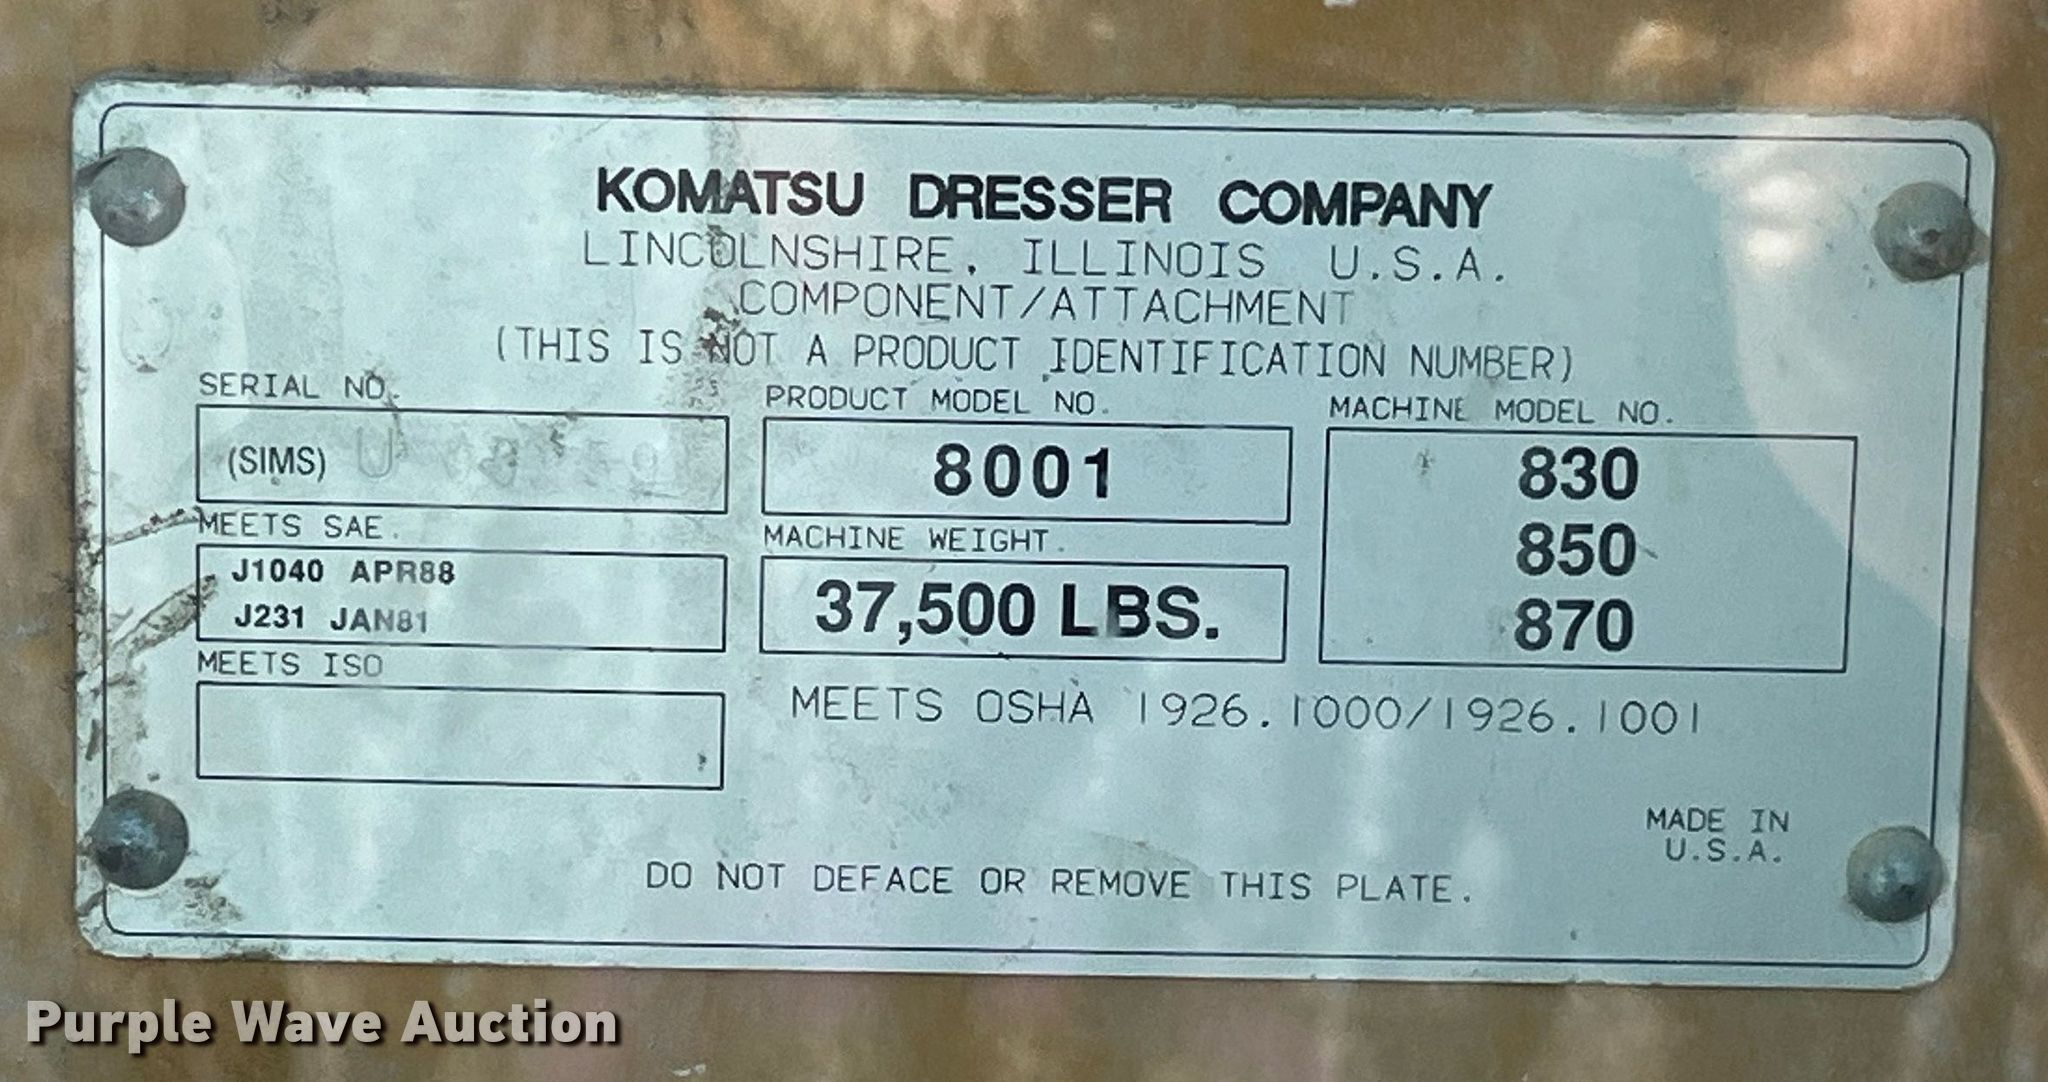 KOMATSU DRESSER COMPANY
LINCOLNSHIRE, ILLINOIS U.S.A.
COMPONENT/ATTACHMENT
(THIS IS NOT A PRODUCT IDENTIFICATION NUMBER)
SERIAL NO.
(SIMS)
PRODUCT MODEL NO.
8001
MACHINE MODEL NO.
830
850
870
MEETS SAE.
J1040 APR88
J231 JAN81
MACHINE WEIGHT.
37,500 LBS.
MEETS ISO
MEETS OSHA 1926.1000/1926.1001
MADE IN
U.S.A.
DO NOT DEFACE OR REMOVE THIS PLATE.
Purple Wave Auction